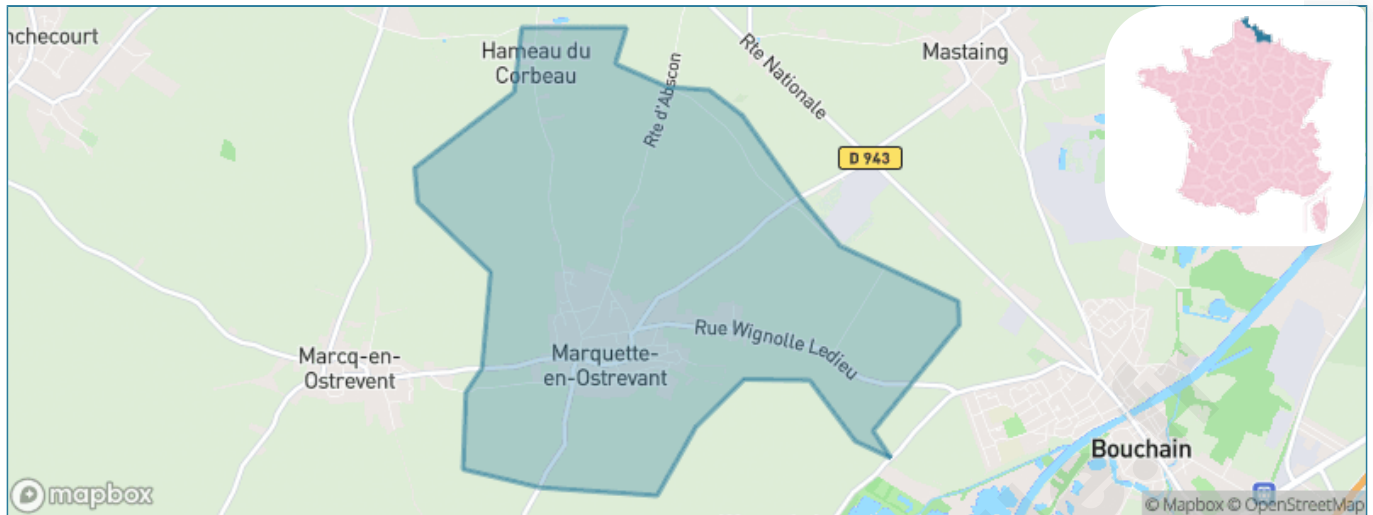 nchecourt
Hameau du
Corbeau
Rte d'Abscon
Rte Nationale
Mastaing
D 943
Marcq-en-
Ostrevent
Marquette-
en-Ostrevant
Rue Wignolle Ledieu
Bouchain
mapbox
© Mapbox © OpenStreetMap